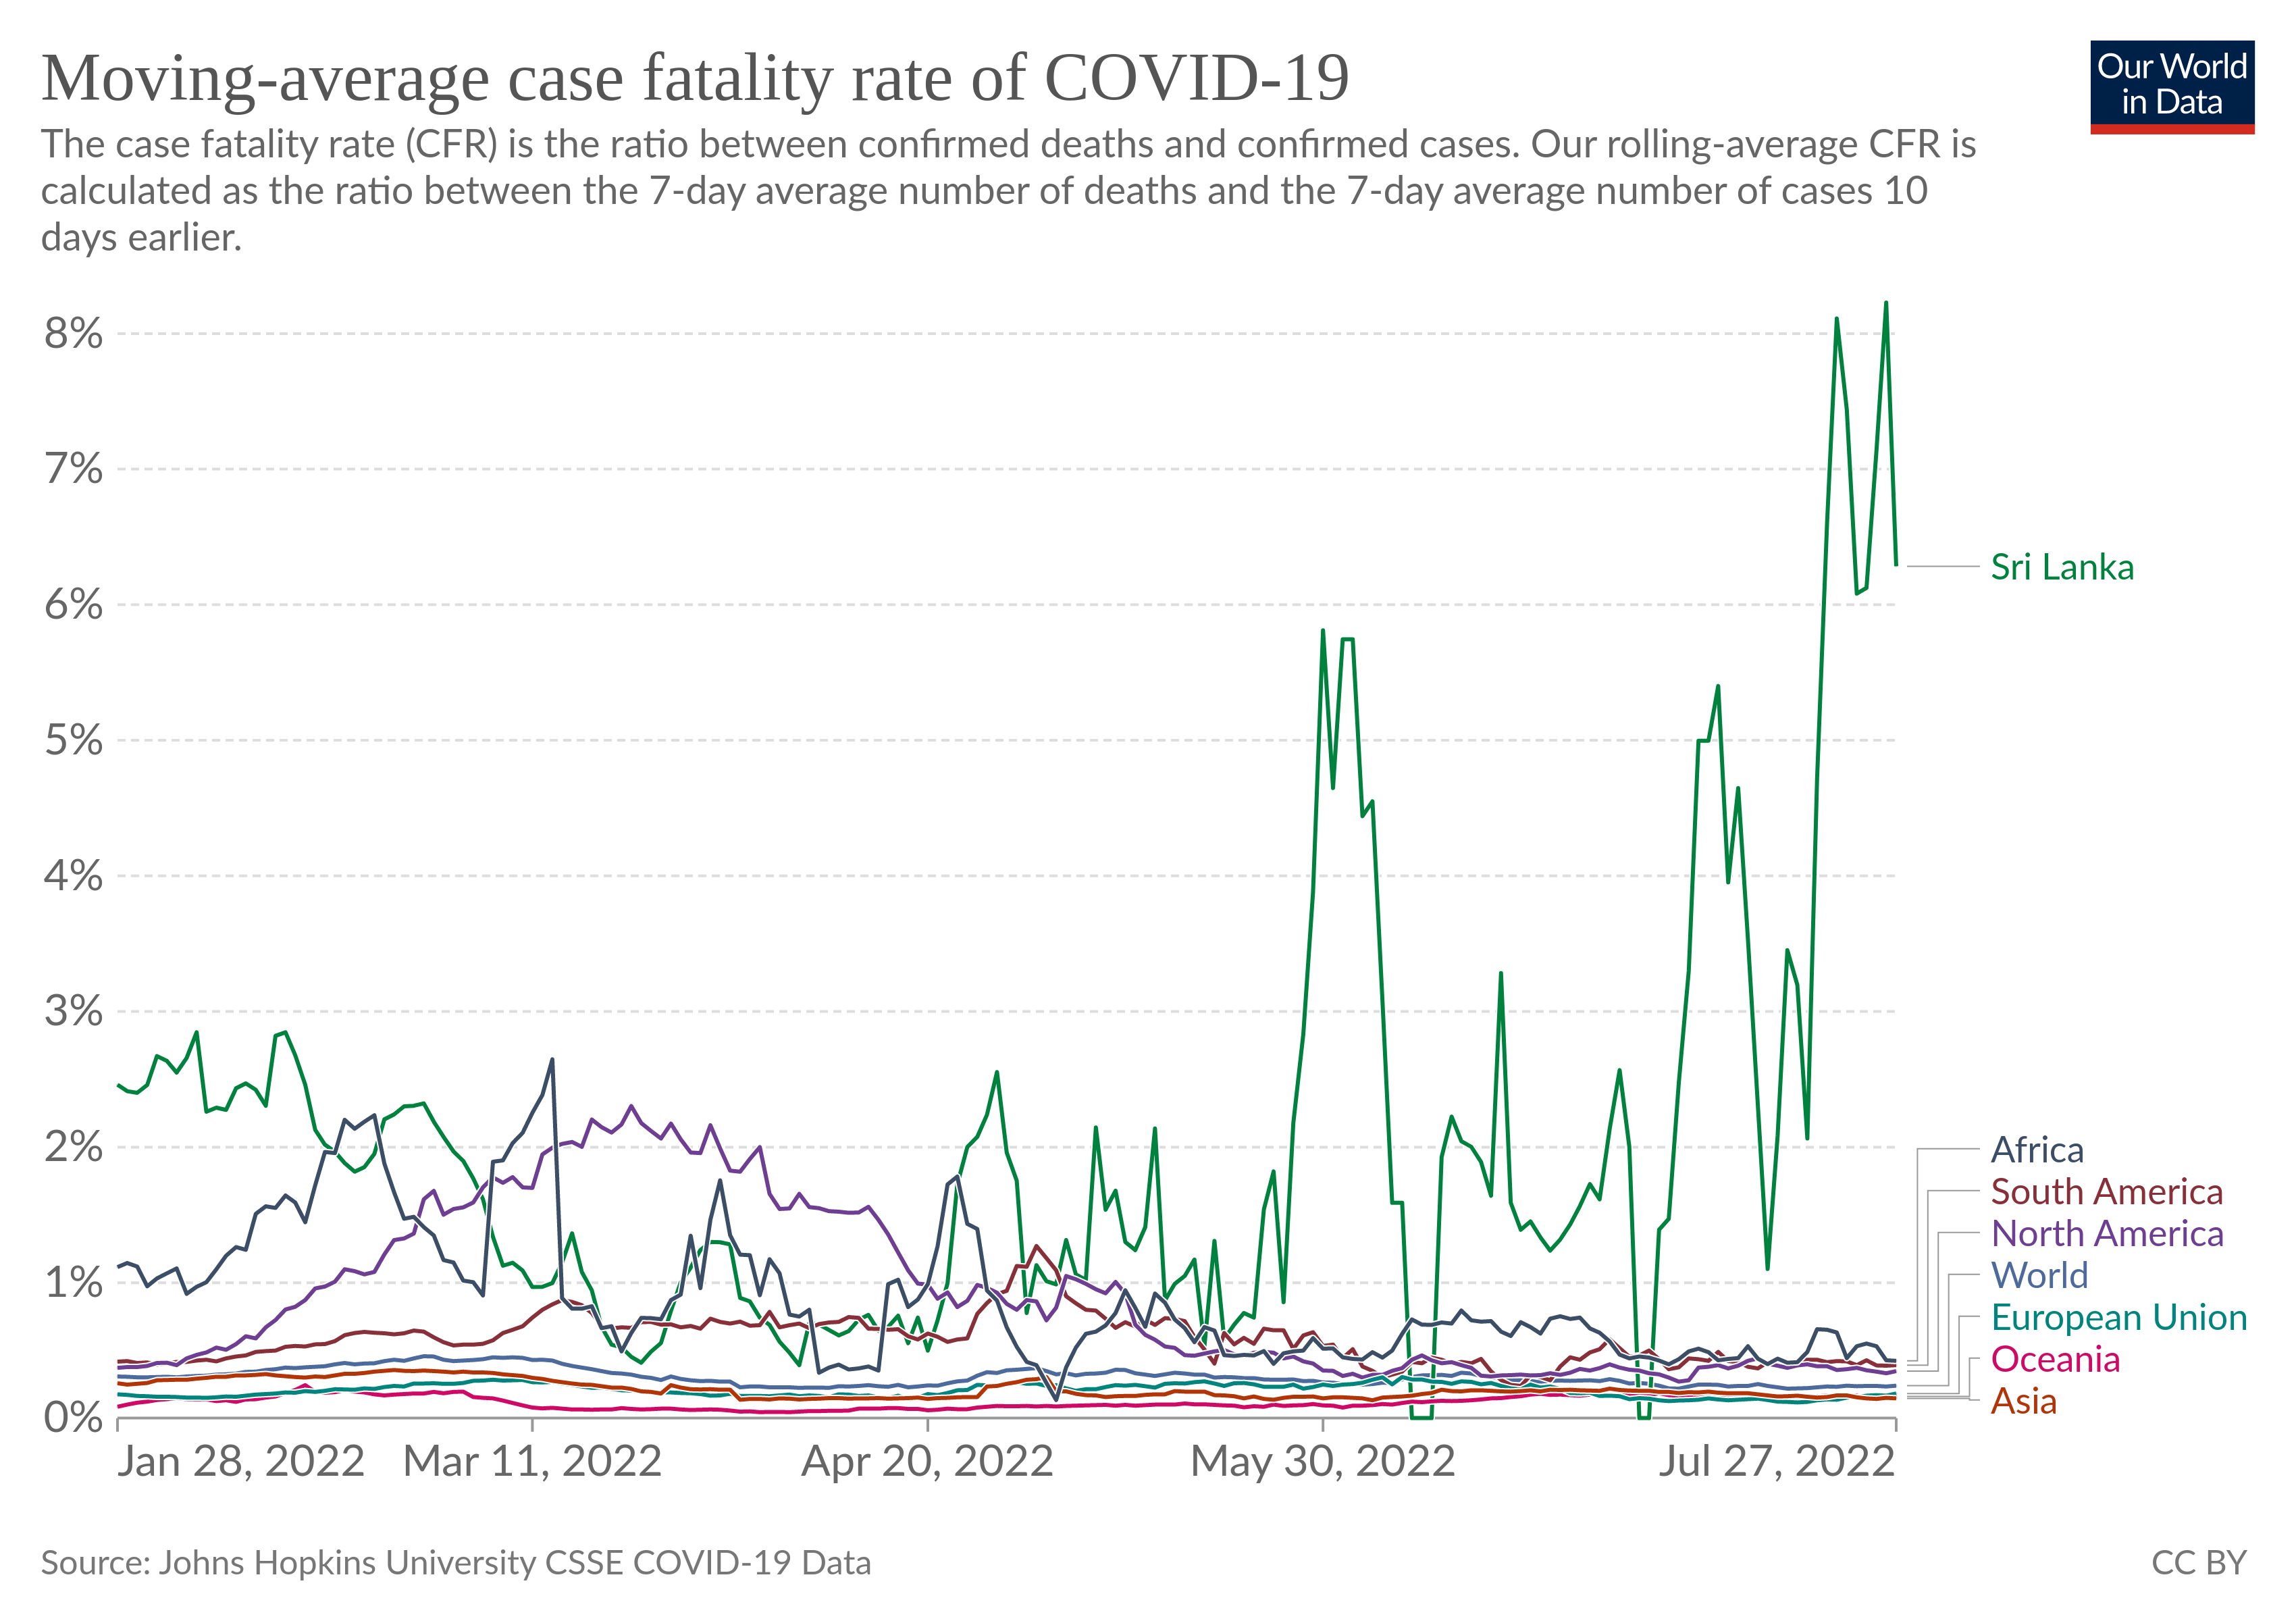 Moving-average case fatality rate of COVID-19
Our World
in Data
The case fatality rate (CFR) is the ratio between confirmed deaths and confirmed cases. Our rolling-average CFR is
calculated as the ratio between the 7-day average number of deaths and the 7-day average number of cases 10
days earlier.
8%
7%
6%
5%
4%
3%
2%
1%
0%
Sri Lanka
Africa
South America
North America
World
European Union
Oceania
Asia
Jan 28, 2022
Mar 11, 2022
Apr 20, 2022
May 30, 2022
Jul 27, 2022
Source: Johns Hopkins University CSSE COVID-19 Data
CC BY